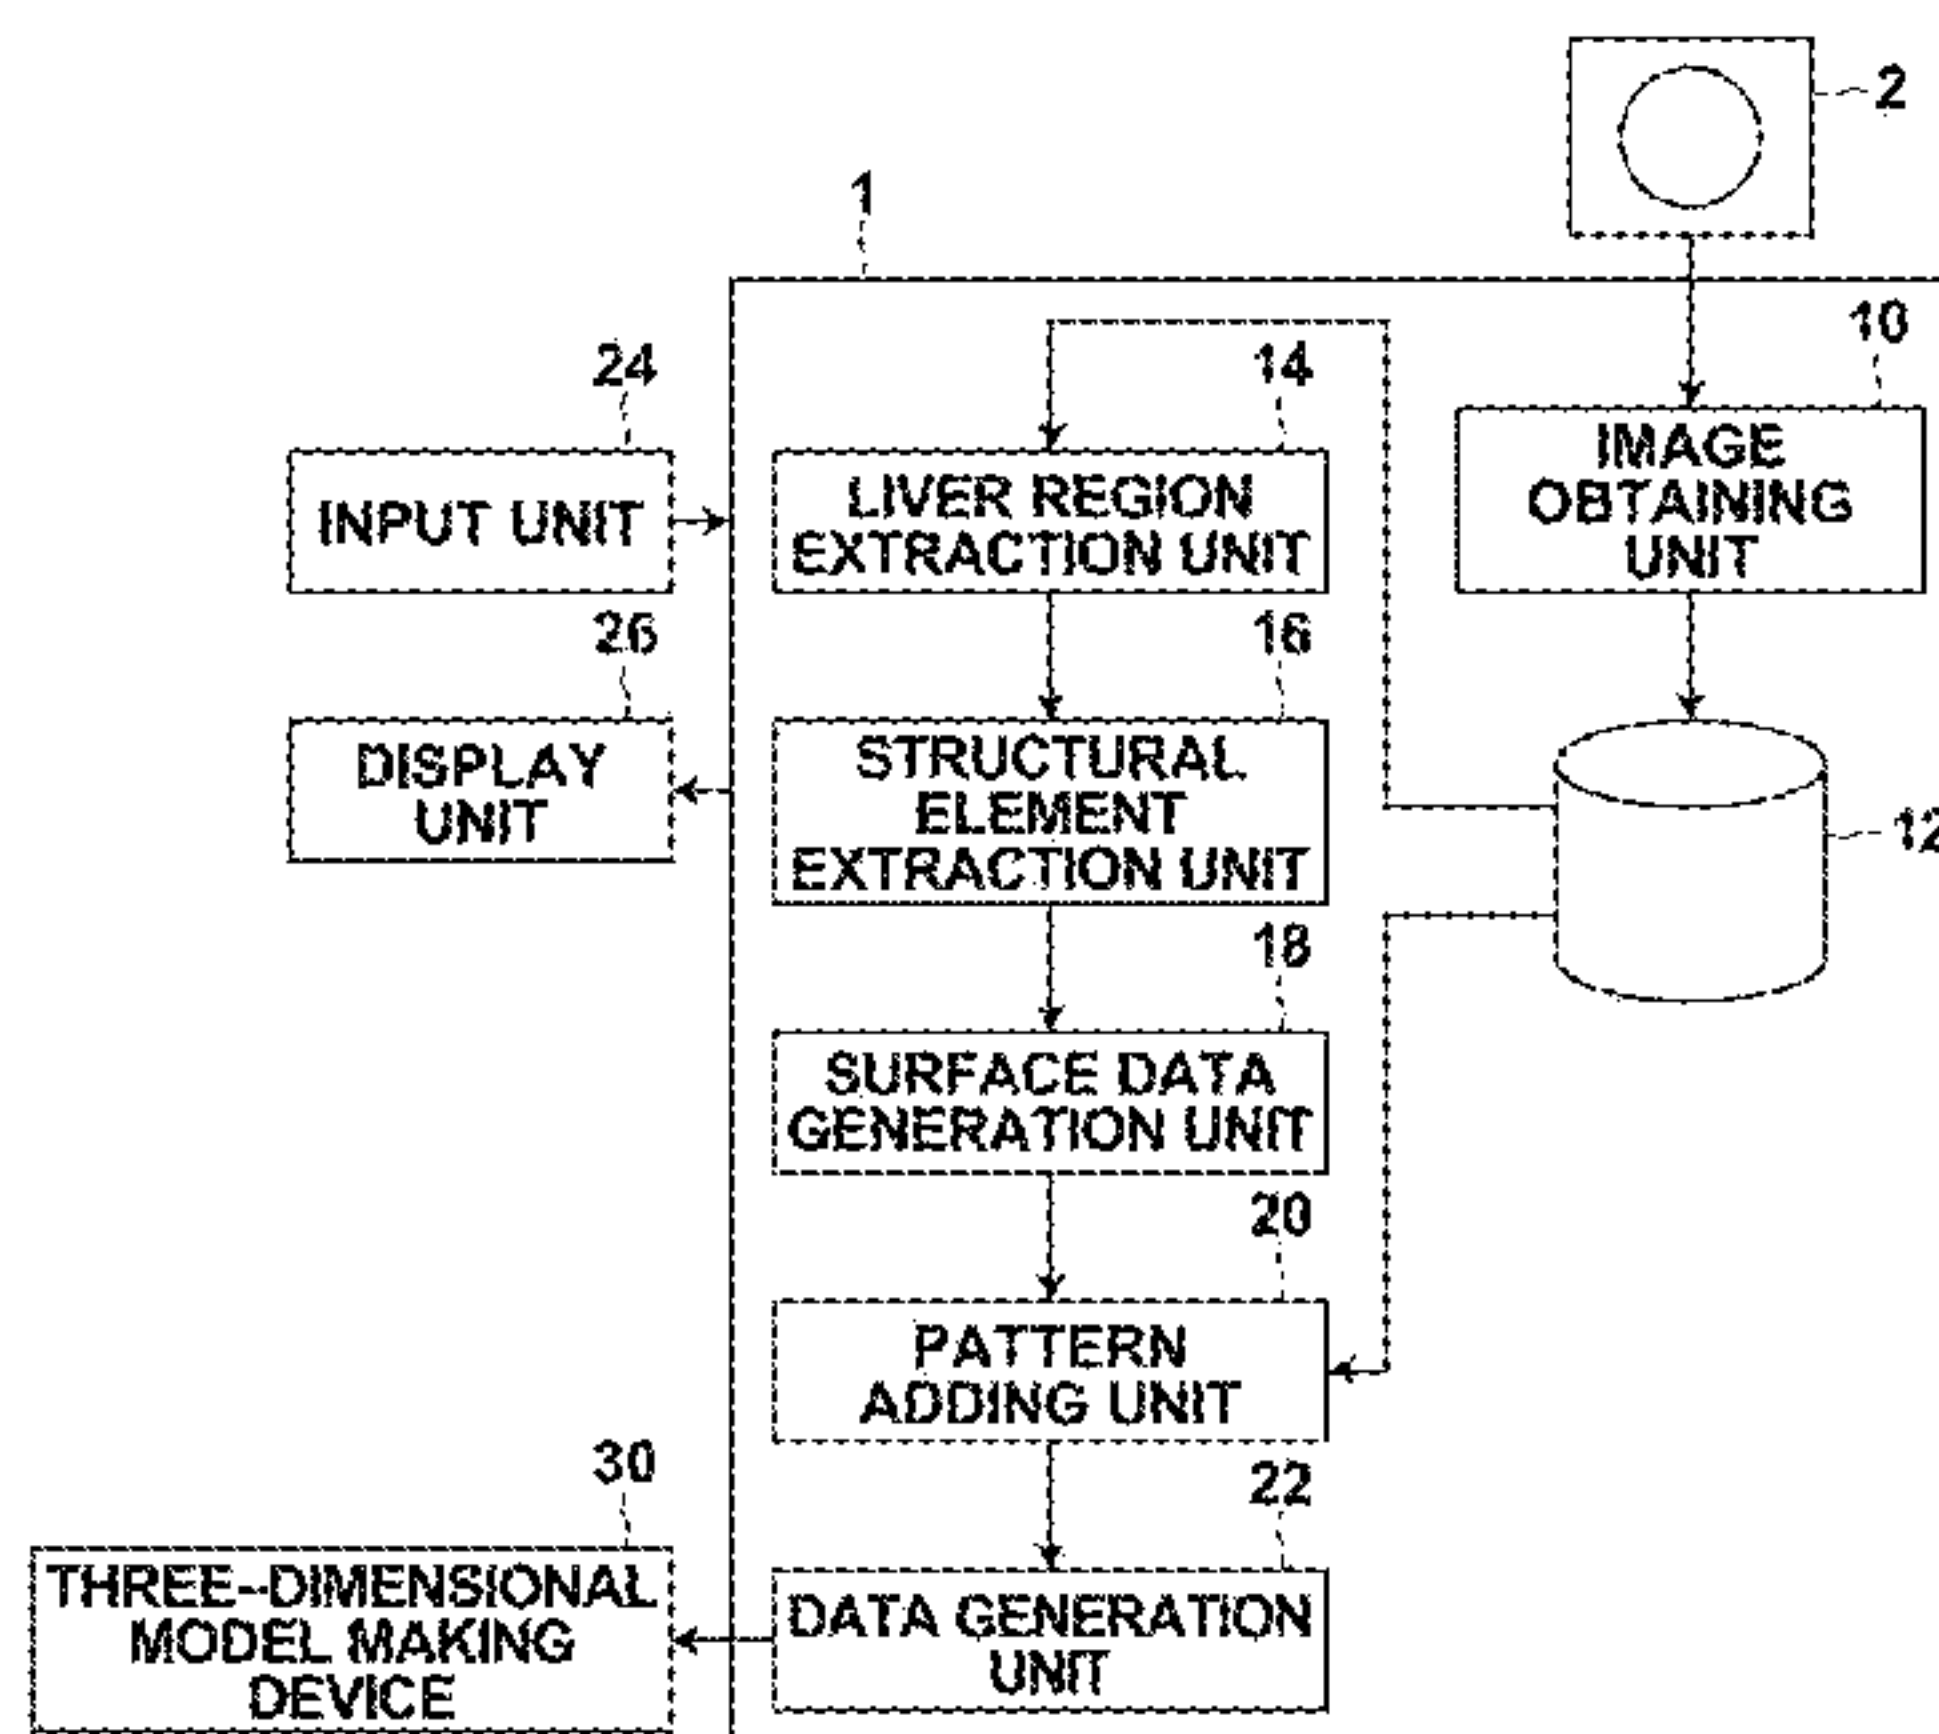 2
1
10
24
14
IMAGE
OBTAINING
UNIT
INPUT UNIT
LIVER REGION
EXTRACTION UNIT
26
16
DISPLAY
UNIT
STRUCTURAL
ELEMENT
EXTRACTION UNIT
12
18
SURFACE DATA
GENERATION UNIT
20
PATTERN
ADDING UNIT
30
22
THREE--DIMENSIONAL
MODEL MAKING
DEVICE
DATA GENERATION
UNIT